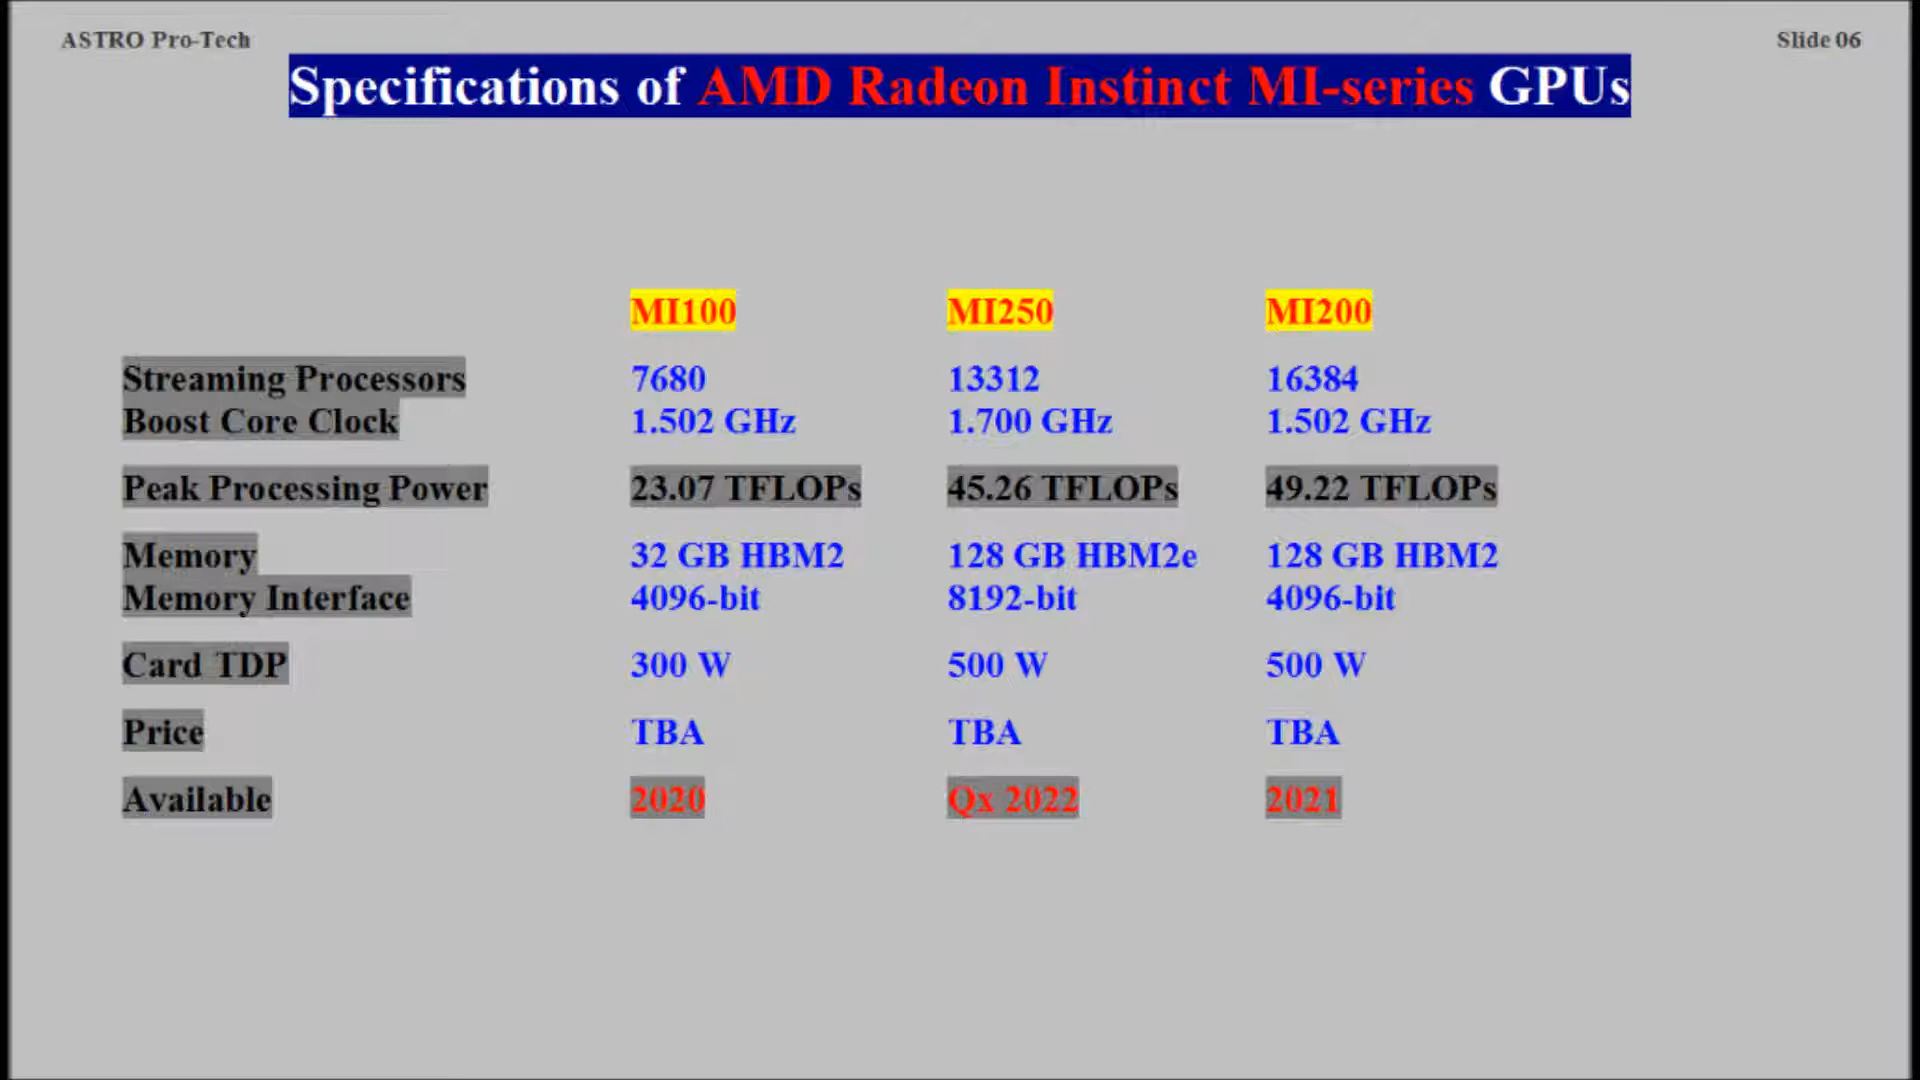 ASTRO Pro-Tech Slide 06
Specifications of AMD Radeon Instinct MI-series GPUs
MI100 MI250 MI200
Streaming Processors 7680 13312 16384
Boost Core Clock 1.502 GHz 1.700 GHz 1.502 GHz
Peak Processing Power 23.07 TFLOPs 45.26 TFLOPs 49.22 TFLOPs
Memory 32 GB HBM2 128 GB HBM2e 128 GB HBM2
Memory Interface 4096-bit 8192-bit 4096-bit
Card TDP 300 W 500 W 500 W
Price TBA TBA TBA
Available 2020 Qx 2022 2021